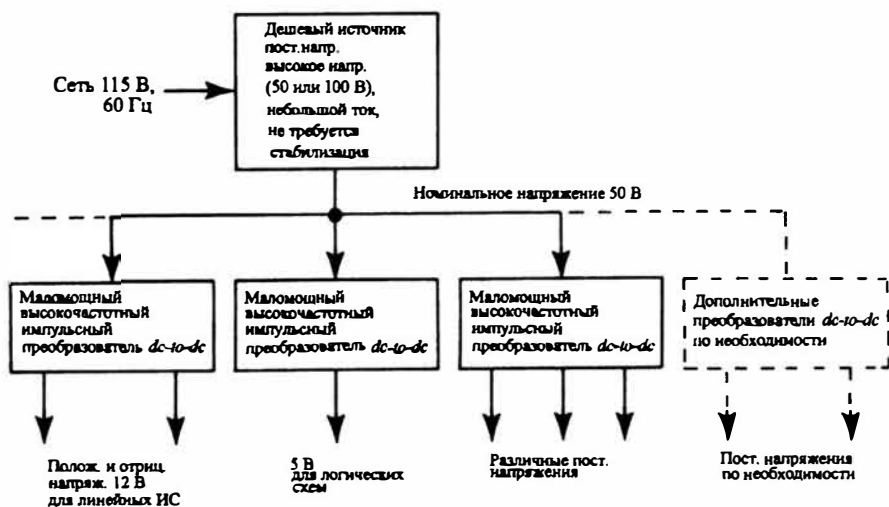 Дешевый источник
пост.напр.
высокое напр.
(50 или 100 В),
небольшой ток,
не требуется
стабилизация
Сеть 115 В,
60 Гц
Номинальное напряжение 50 В
Маломощный
высокочастотный
импульсный
преобразователь dc-to-dc
Маломощный
высокочастотный
импульсный
преобразователь dc-to-dc
Маломощный
высокочастотный
импульсный
преобразователь dc-to-dc
Дополнительные
преобразователи dc-to-dc
по необходимости
Полож. и отриц.
напряж. 12 В
для линейных ИС
5 В
для логических
схем
Различные пост.
напряжения
Пост. напряжения
по необходимости